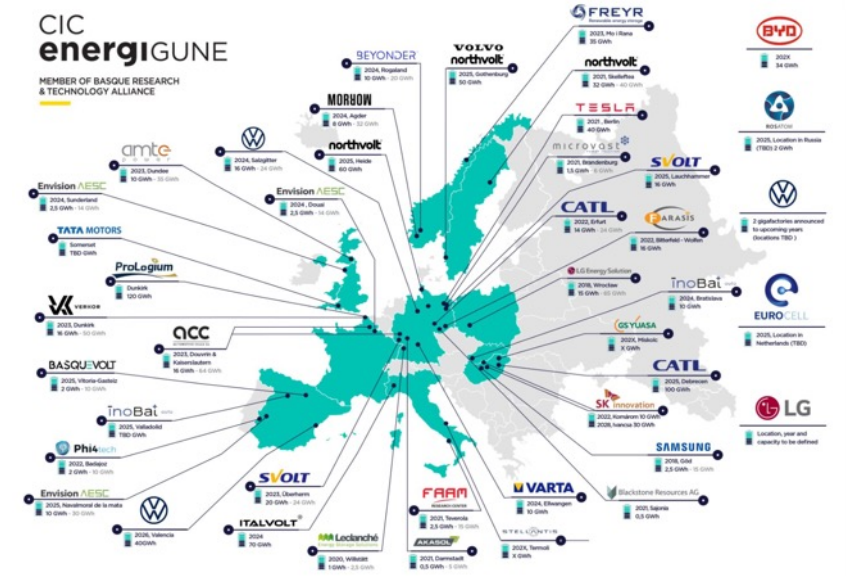 CIC
energiGUNE
MEMBER OF BASQUE RESEARCH
& TECHNOLOGY ALLIANCE
FREYR
Renewable energy storage
2023, Mo i Rana
35 GWh
BYD
202X
34 GWh
BEYONDER
2024, Rogaland
10 GWh - 20 GWh
VOLVO
northvolt
2025, Gothenburg
50 GWh
northvolt
2021, Skelleftea
32 GWh - 40 GWh
MORROW
2024, Agder
8 GWh - 32 GWh
TESLA
2021, Berlin
40 GWh
ROSATOM
2025, Location in Russia
(TBD) 2 GWh
amte
POWER
2023, Dundee
10 GWh - 35 GWh
2024, Salzgitter
16 GWh - 24 GWh
northvolt
2025, Heide
60 GWh
microvast
2021, Brandenburg
1,5 GWh - 6 GWh
SVOLT
2025, Lauchhammer
16 GWh
Envision AESC
2024, Sunderland
2,5 GWh - 14 GWh
Envision AESC
2024, Douai
2,5 GWh - 14 GWh
CATL
2022, Erfurt
14 GWh - 24 GWh
FARASIS
2022, Bitterfeld - Wolfen
16 GWh
2 gigafactories announced
to upcoming years
(locations TBD )
TATA MOTORS
Somerset
TBD GWh
ProLogium
Dunkirk
120 GWh
LG Energy Solution
2018, Wroclaw
15 GWh - 65 GWh
inoBat
2024, Bratislava
10 GWh
EUROCELL
2025, Location in
Netherlands (TBD)
VERKOR
2023, Dunkirk
16 GWh - 50 GWh
acc
2023, Douvrin &
Kaiserslauters
16 GWh - 64 GWh
GS YUASA
202X, Miskolc
X GWh
BASQUEVOLT
2025, Vitoria-Gasteiz
2 GWh - 10 GWh
CATL
2025, Debrecen
100 GWh
inoBat
2025, Valladolid
TBD GWh
SK innovation
2022, Komárom 10 GWh
2028, Ivancsa 30 GWh
LG
Location, year and
capacity to be defined
Phi4tech
2022, Badajoz
2 GWh - 10 GWh
SAMSUNG
2018, Göd
2,5 GWh - 15 GWh
Envision AESC
2025, Navalmoral de la mata
10 GWh - 30 GWh
SVOLT
2023, Überherrn
20 GWh - 24 GWh
FAAM
RESEARCH CENTER
2021, Teverola
2,5 GWh - 15 GWh
VARTA
2024, Ellwangen
10 GWh
Blackstone Resources AG
2021, Sajonia
0,5 GWh
2026, Valencia
40GWh
ITALVOLT
2024
70 GWh
Leclanché
2020, Willstätt
1 GWh - 2,5 GWh
AKASOL
2021, Darmstadt
0,5 GWh - 5 GWh
STELLANTIS
202X, Termoli
X GWh